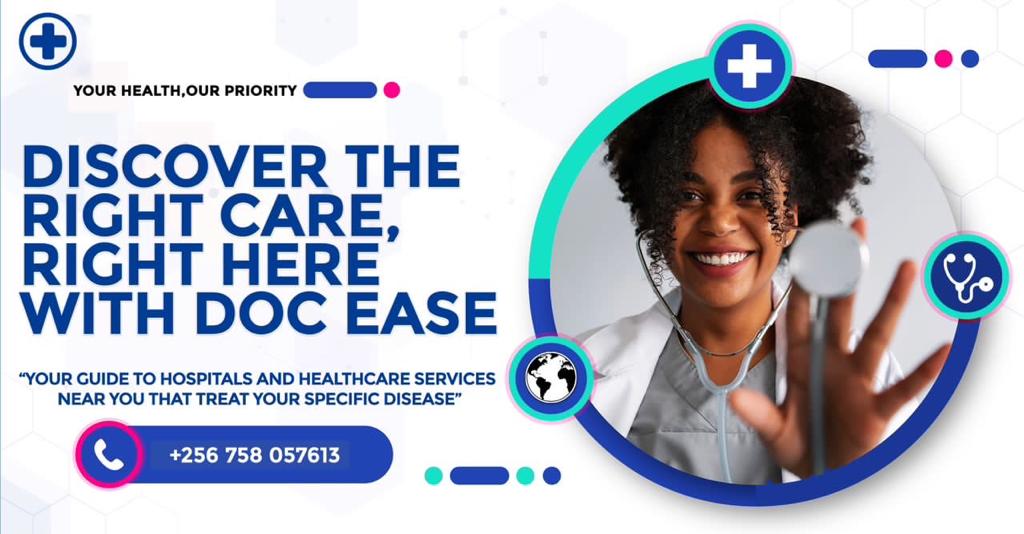 YOUR HEALTH,OUR PRIORITY
DISCOVER THE
RIGHT CARE,
RIGHT HERE
WITH DOC EASE
“YOUR GUIDE TO HOSPITALS AND HEALTHCARE SERVICES
NEAR YOU THAT TREAT YOUR SPECIFIC DISEASE”
+256 758 057613